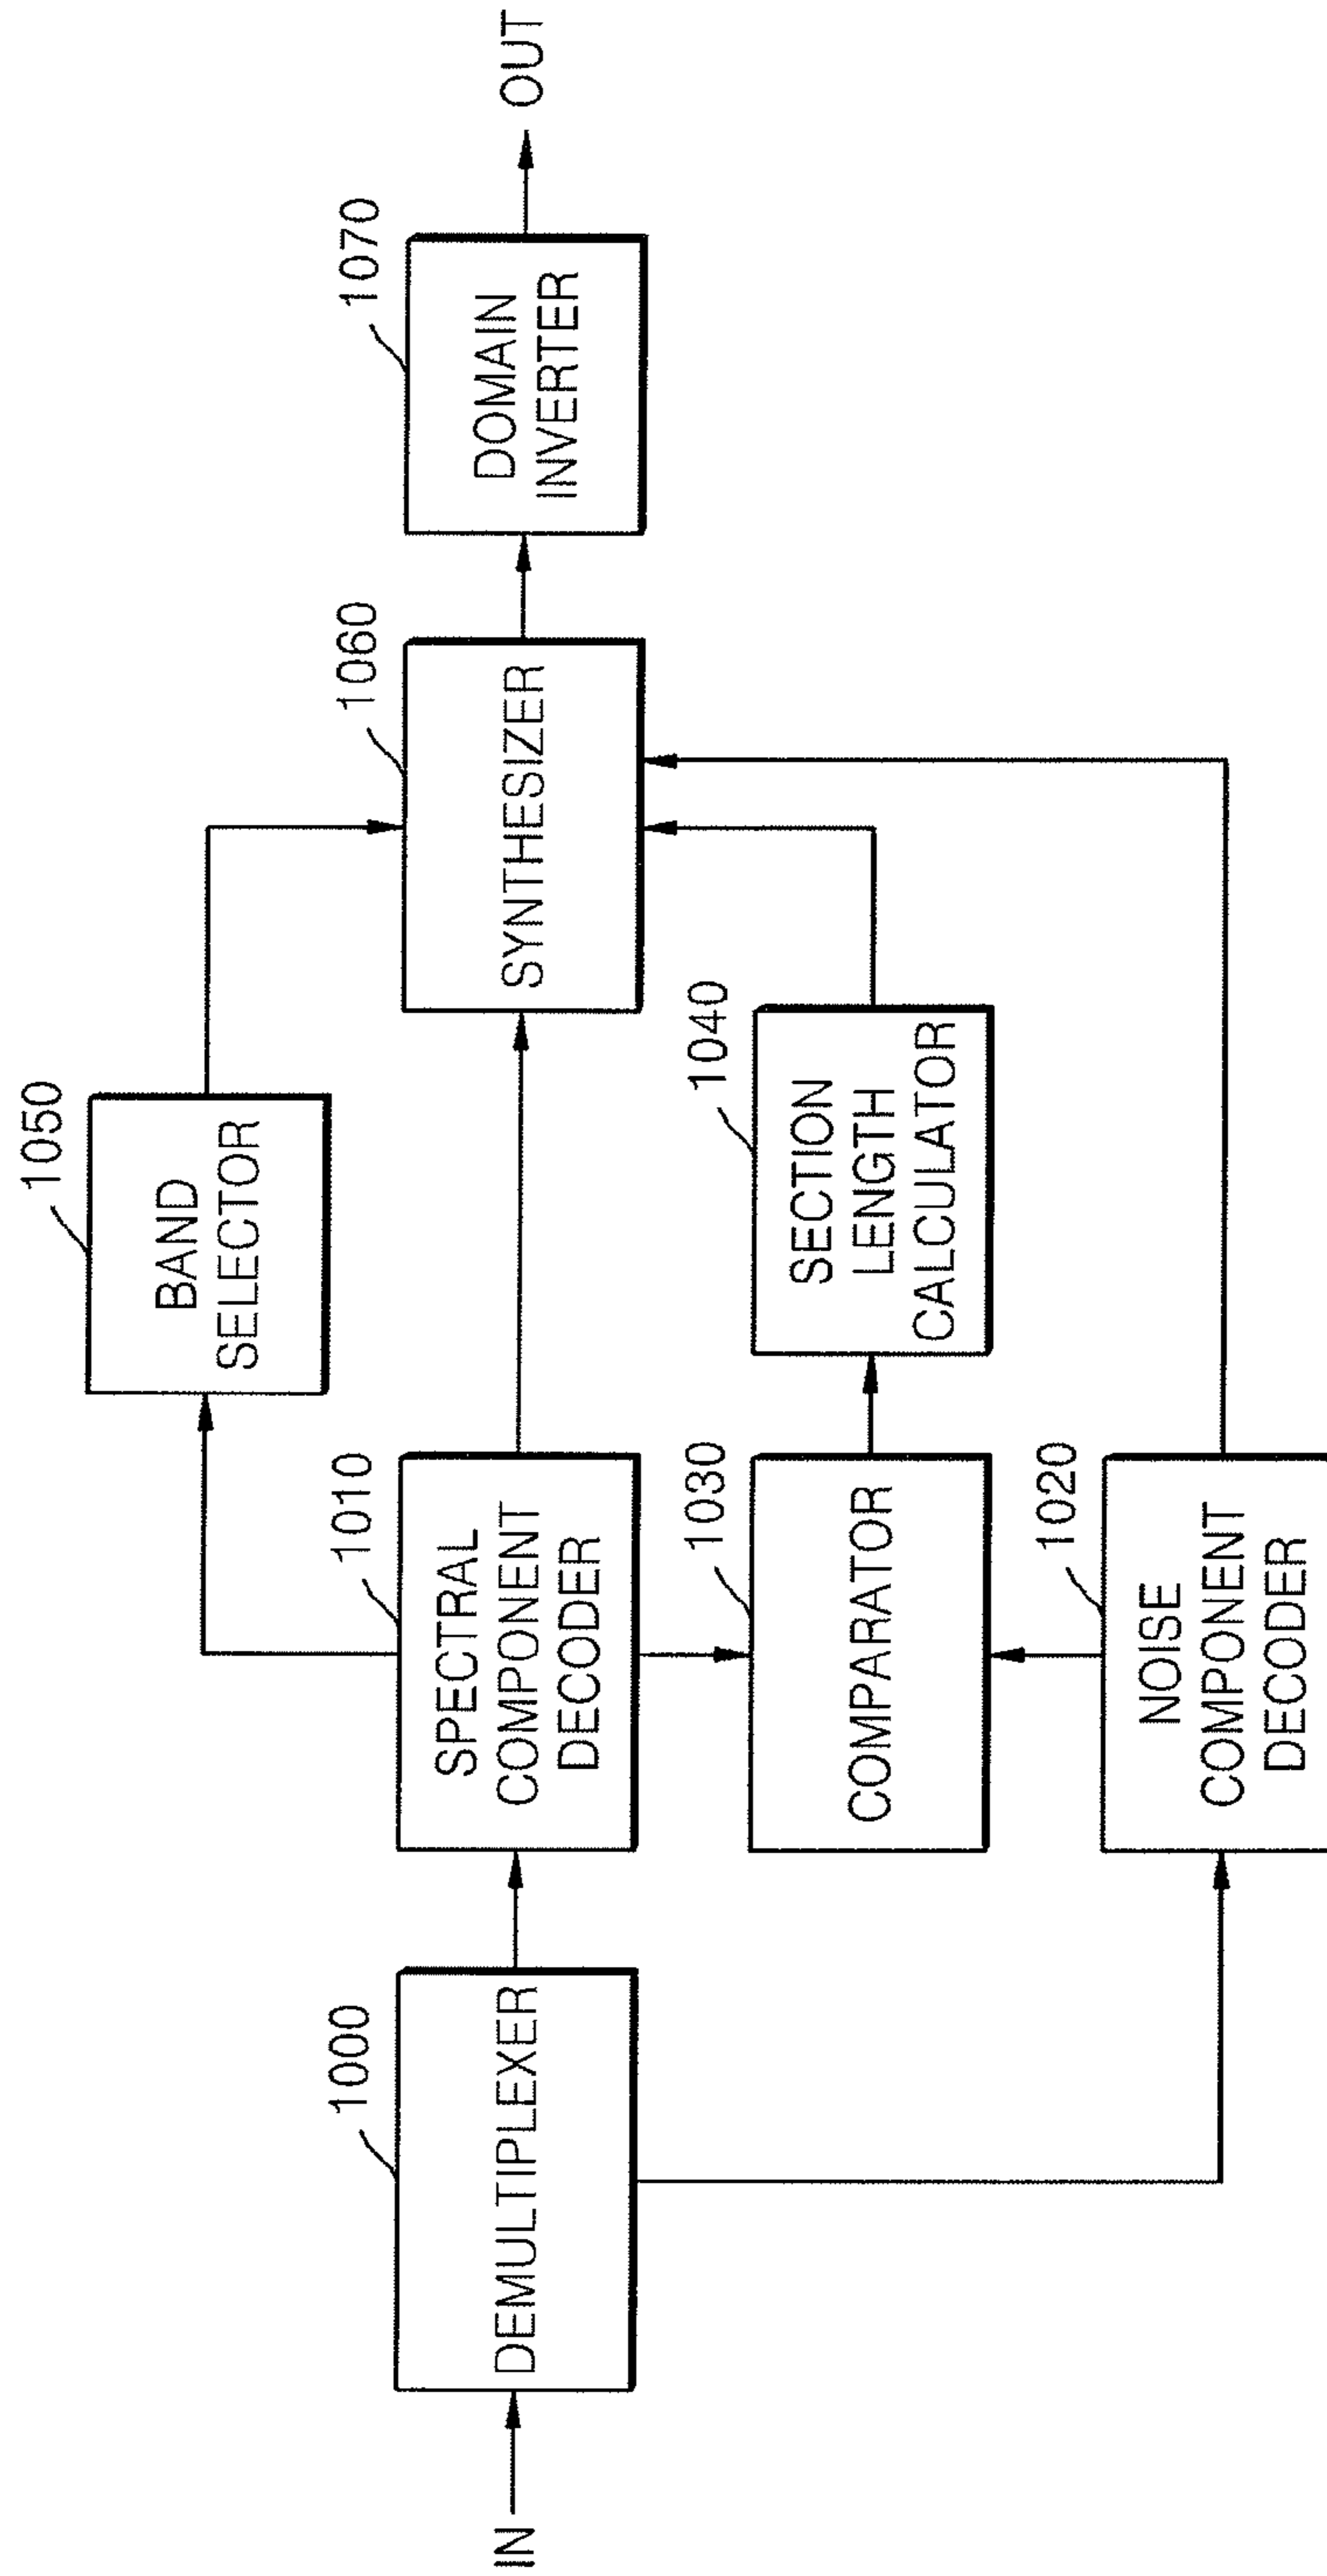 1050
BAND
SELECTOR
IN
1000
DEMULTIPLEXER
1010
SPECTRAL
COMPONENT
DECODER
1060
SYNTHESIZER
1070
DOMAIN
INVERTER
OUT
1030
COMPARATOR
1040
SECTION
LENGTH
CALCULATOR
1020
NOISE
COMPONENT
DECODER